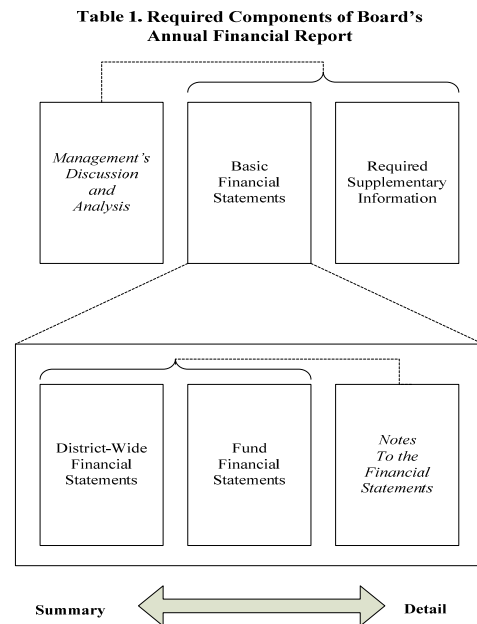 Table 1. Required Components of Board's
Annual Financial Report
Management's
Discussion
and
Analysis
Basic
Financial
Statements
Required
Supplementary
Information
District-Wide
Financial
Statements
Fund
Financial
Statements
Notes
To the
Financial
Statements
Summary
Detail